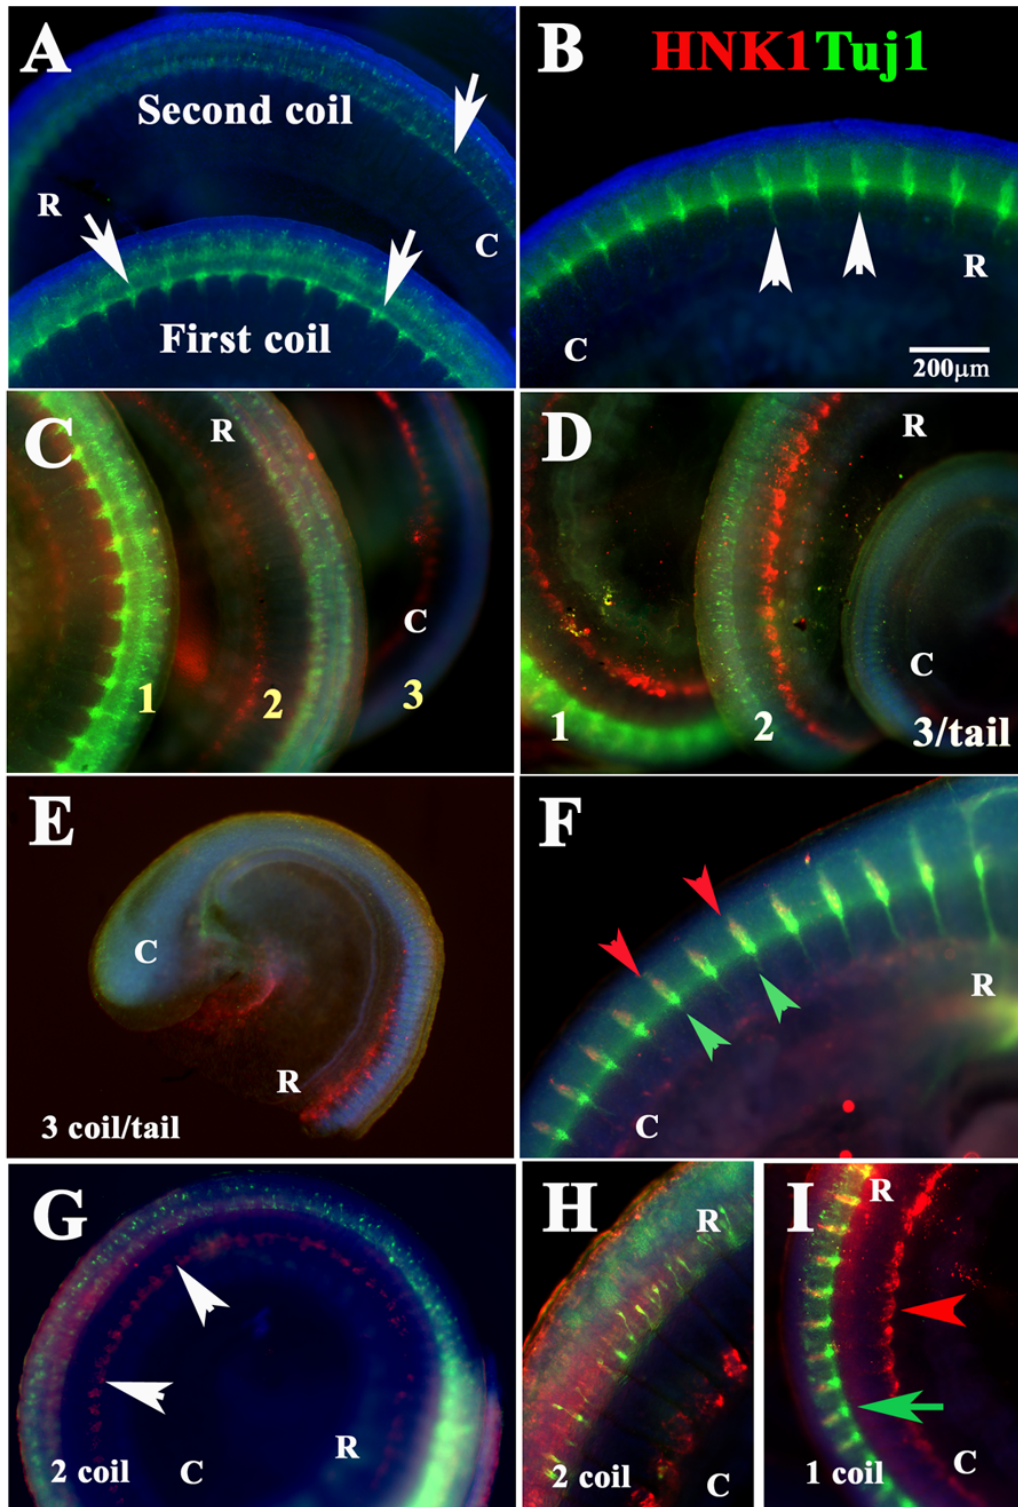 A
Second coil
R
C
First coil
B
HNK1Tuj1
R
C
200μm
C
R
C
1
2
3
D
R
C
1
2
3/tail
E
C
R
3 coil/tail
F
R
C
G
R
2 coil
C
H
R
2 coil
C
I
R
1 coil
C